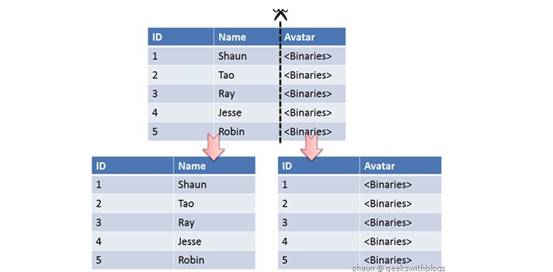 ID Name Avatar
1 Shaun <Binaries>
2 Tao <Binaries>
3 Ray <Binaries>
4 Jesse <Binaries>
5 Robin <Binaries>
ID Name
1 Shaun
2 Tao
3 Ray
4 Jesse
5 Robin
ID Avatar
1 <Binaries>
2 <Binaries>
3 <Binaries>
4 <Binaries>
5 <Binaries>
shaun @ geekswithblogs